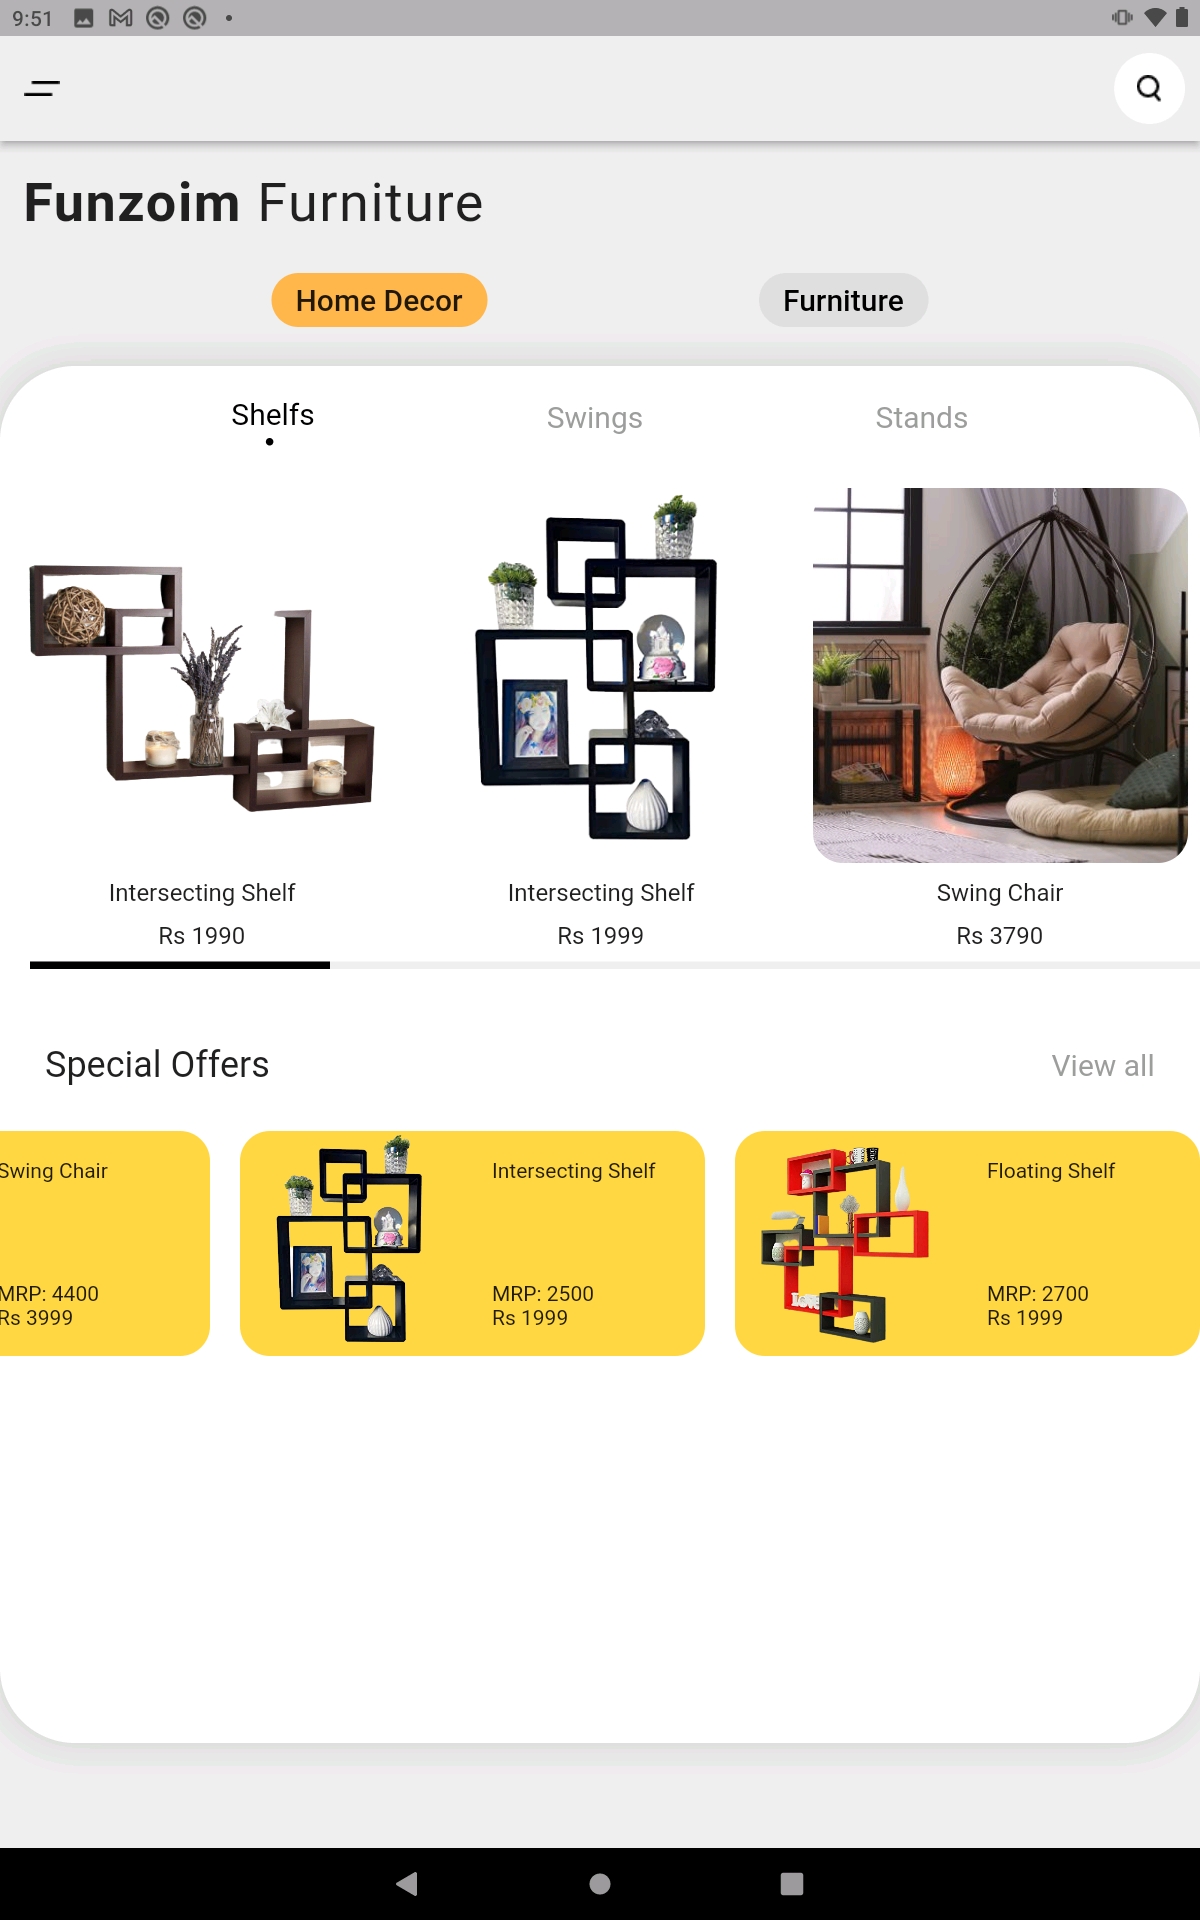 9:51
Funzoim Furniture
Home Decor
Furniture
Shelfs
Swings
Stands
Intersecting Shelf
Rs 1990
Intersecting Shelf
Rs 1999
Swing Chair
Rs 3790
Special Offers
View all
Swing Chair
MRP: 4400
Rs 3999
Intersecting Shelf
MRP: 2500
Rs 1999
Floating Shelf
MRP: 2700
Rs 1999
LOVE